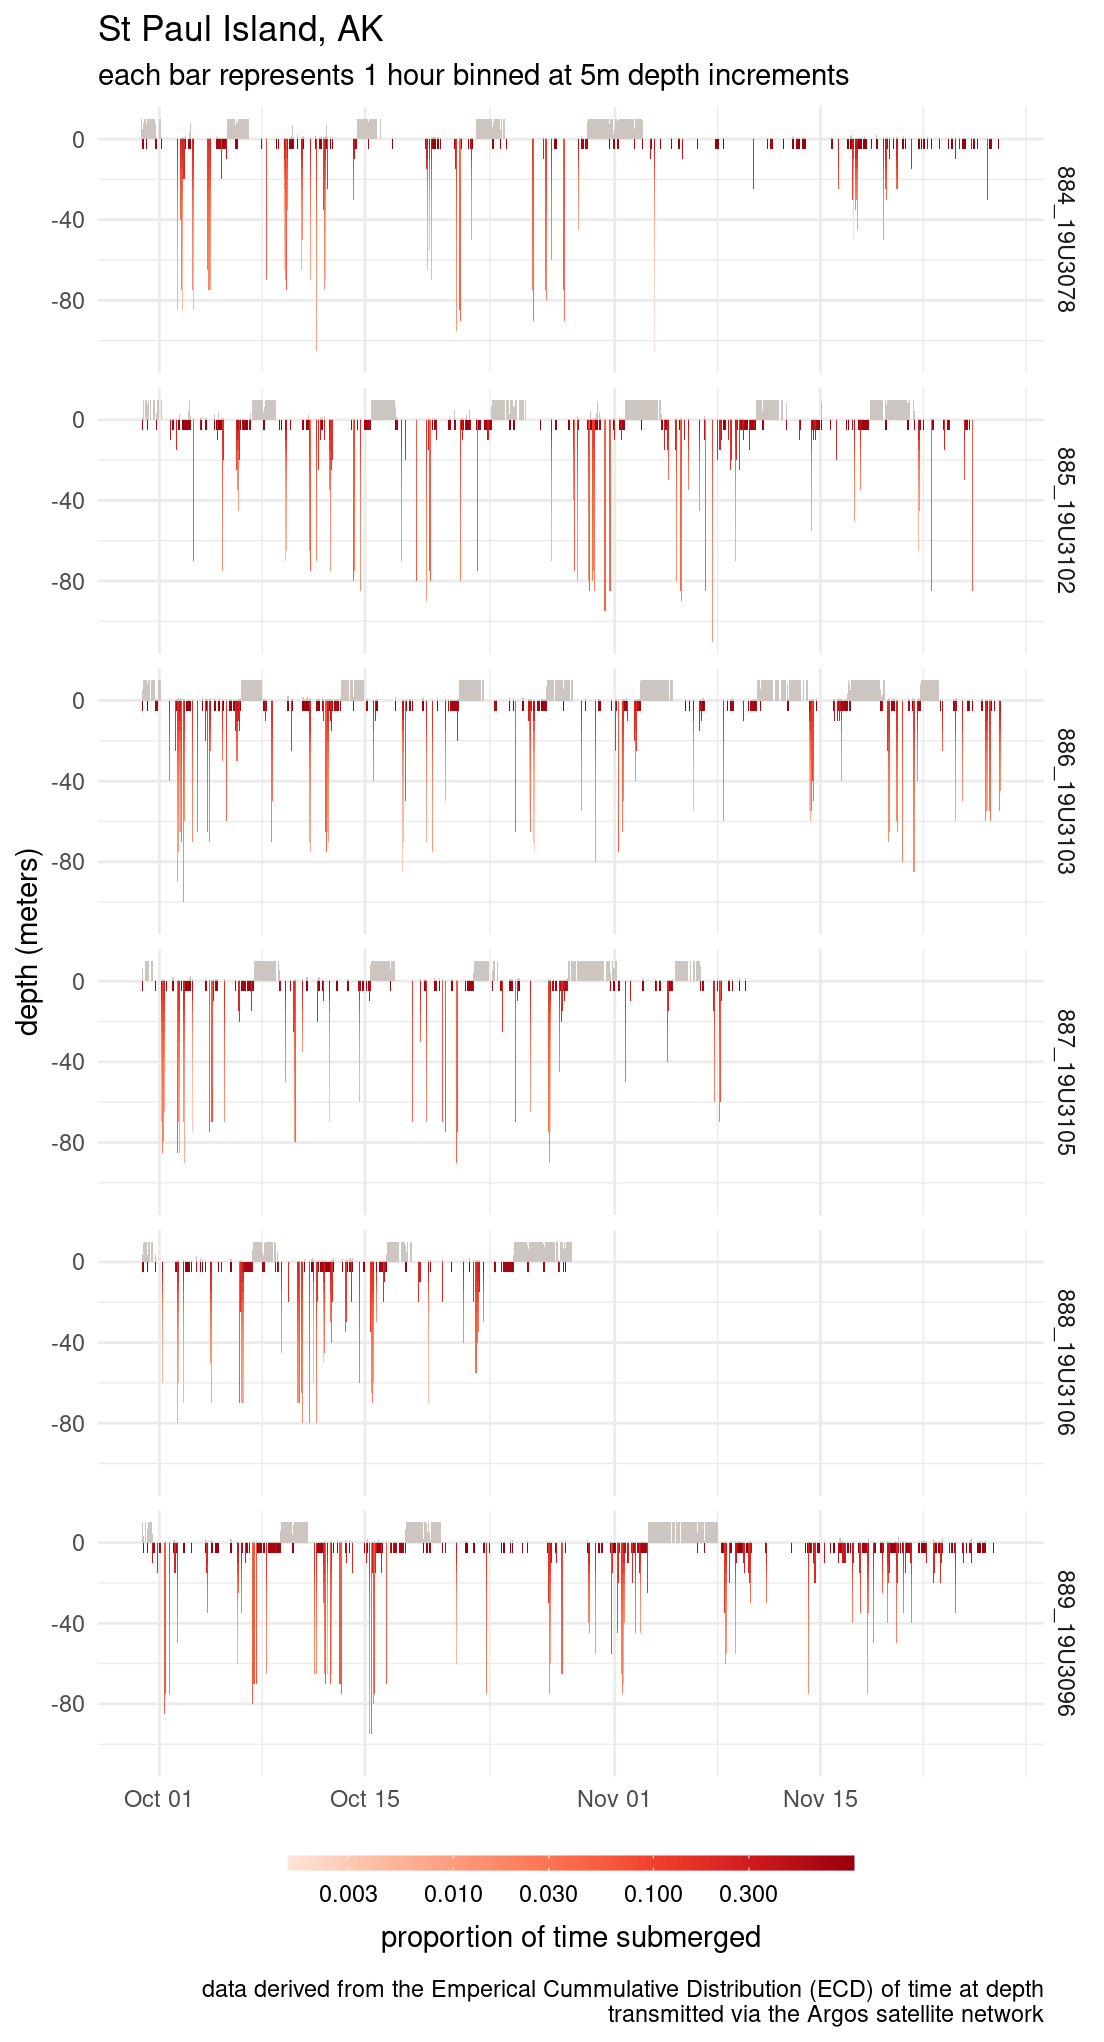 St Paul Island, AK
each bar represents 1 hour binned at 5m depth increments
0
-40
-80
884_19U3078
0
-40
-80
885_19U3102
0
-40
-80
886_19U3103
depth (meters)
0
-40
-80
887_19U3105
0
-40
-80
888_19U3106
0
-40
-80
889_19U3096
Oct 01 Oct 15 Nov 01 Nov 15
0.003 0.010 0.030 0.100 0.300
proportion of time submerged
data derived from the Emperical Cummulative Distribution (ECD) of time at depth
transmitted via the Argos satellite network